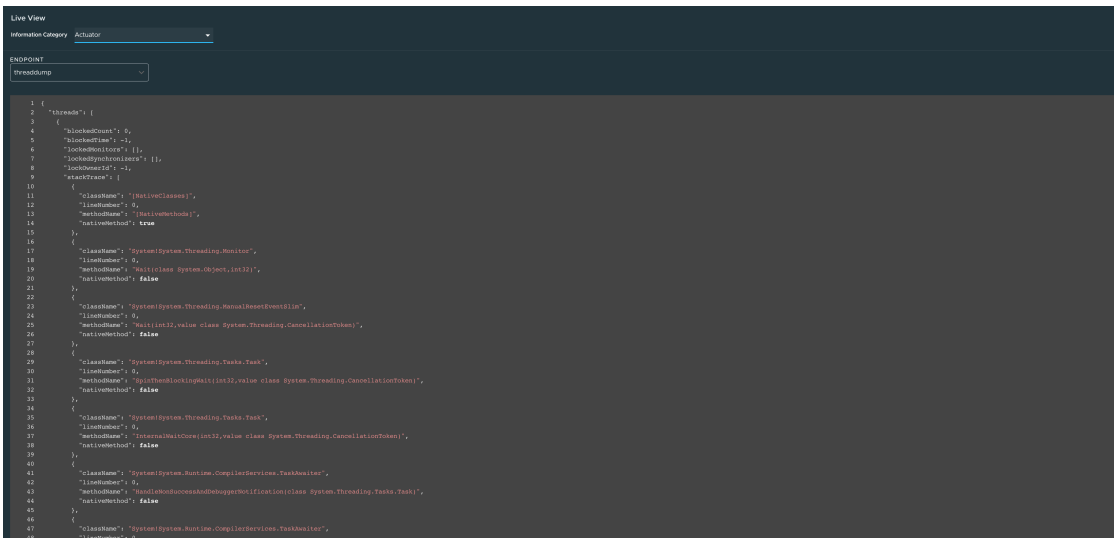 Live View
Information Category Actuator
ENDPOINT
threaddump
1 {
2 "threads": [
3 {
4 "blockedCount": 0,
5 "blockedTime": -1,
6 "lockedMonitors": [],
7 "lockedSynchronizers": [],
8 "lockOwnerId": -1,
9 "stackTrace": [
10 {
11 "className": "[NativeClasses]",
12 "lineNumber": 0,
13 "methodName": "[NativeMethods]",
14 "nativeMethod": true
15 },
16 {
17 "className": "System!System.Threading.Monitor",
18 "lineNumber": 0,
19 "methodName": "Wait(class System.Object,int32)",
20 "nativeMethod": false
21 },
22 {
23 "className": "System!System.Threading.ManualResetEventSlim",
24 "lineNumber": 0,
25 "methodName": "Wait(int32,value class System.Threading.CancellationToken)",
26 "nativeMethod": false
27 },
28 {
29 "className": "System!System.Threading.Tasks.Task",
30 "lineNumber": 0,
31 "methodName": "SpinThenBlockingWait(int32,value class System.Threading.CancellationToken)",
32 "nativeMethod": false
33 },
34 {
35 "className": "System!System.Threading.Tasks.Task",
36 "lineNumber": 0,
37 "methodName": "InternalWaitCore(int32,value class System.Threading.CancellationToken)",
38 "nativeMethod": false
39 },
40 {
41 "className": "System!System.Runtime.CompilerServices.TaskAwaiter",
42 "lineNumber": 0,
43 "methodName": "HandleNonSuccessAndDebuggerNotification(class System.Threading.Tasks.Task)",
44 "nativeMethod": false
45 },
46 {
47 "className": "System!System.Runtime.CompilerServices.TaskAwaiter",
48 "lineNumber": 0,